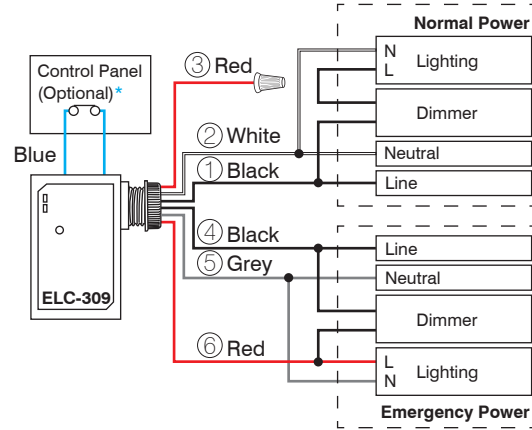 Normal Power
N
L
Lighting
Dimmer
Neutral
Line
Control Panel
(Optional)*
Blue
ELC-309
③ Red
② White
① Black
④ Black
⑤ Grey
⑥ Red
Line
Neutral
Dimmer
L
N
Lighting
Emergency Power